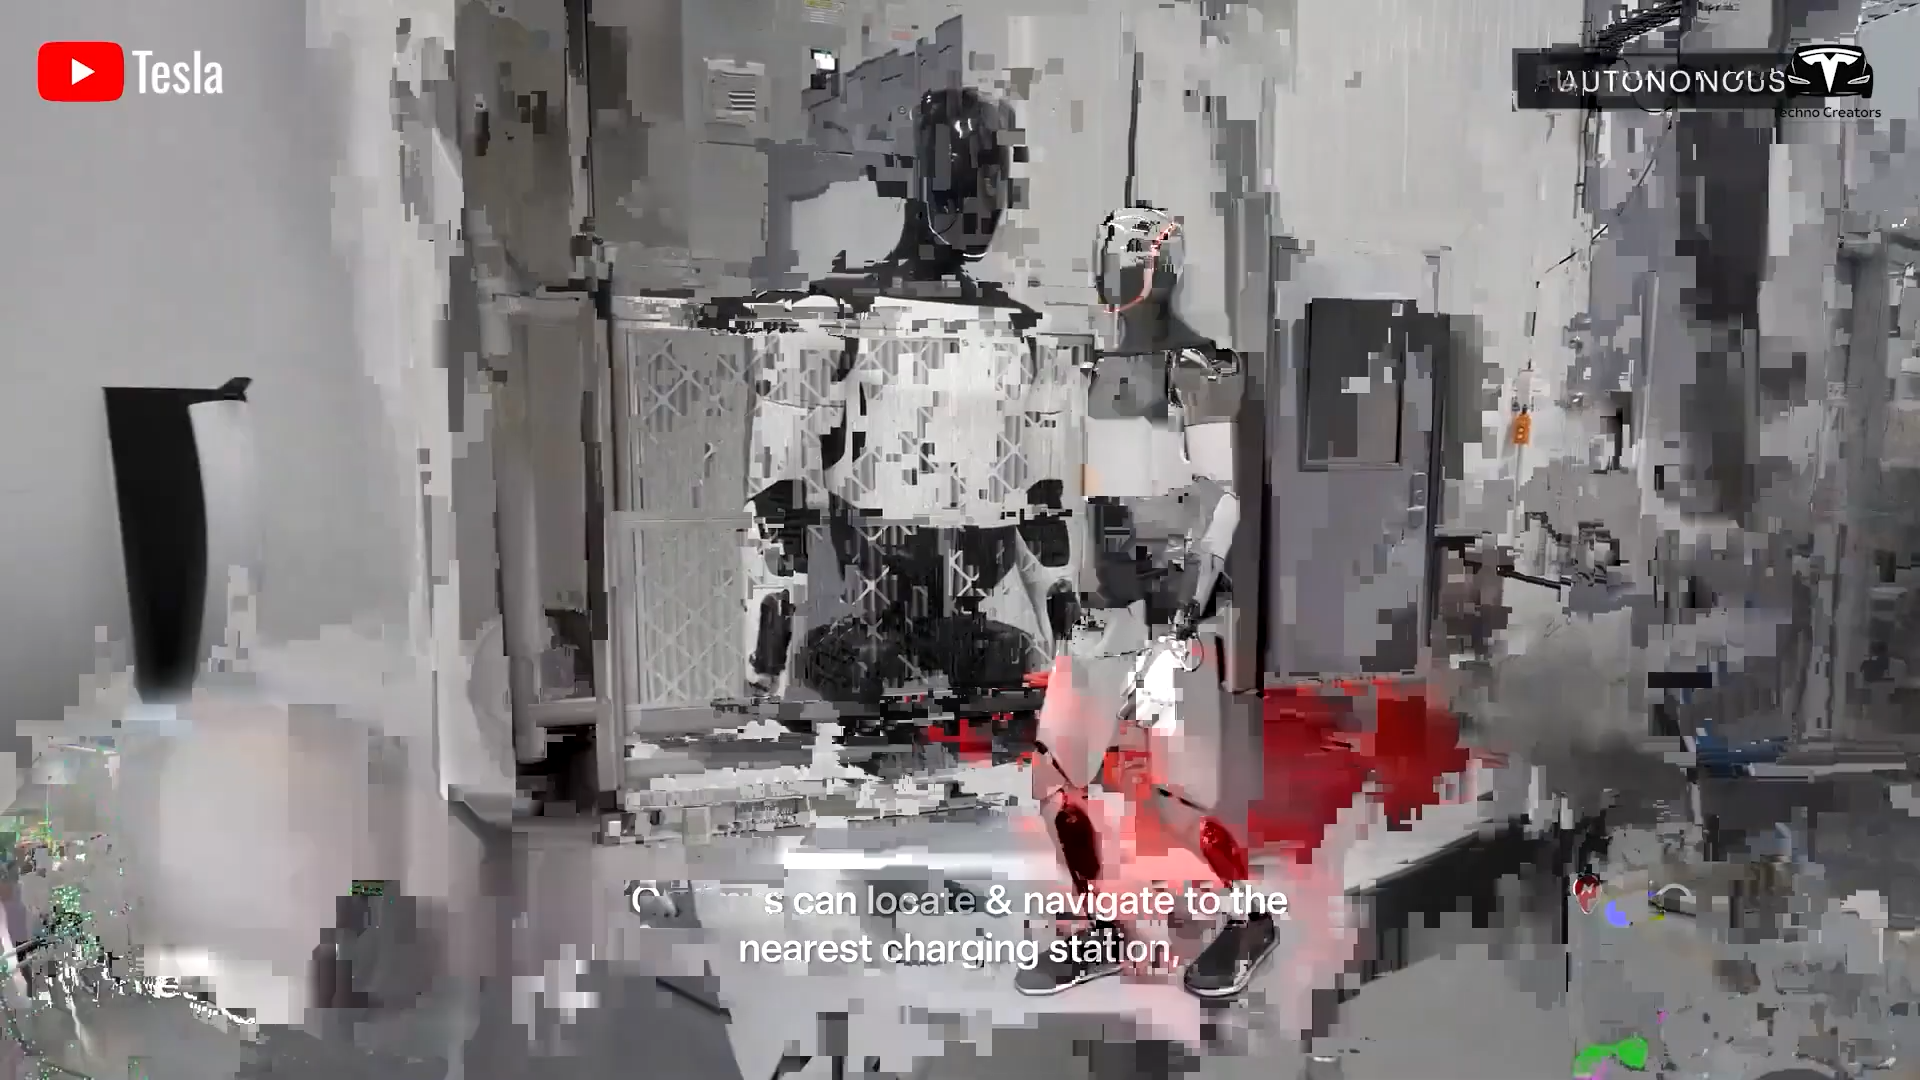 Tesla
AUTONOMOUS
Techno Creators
s can locate & navigate to the
nearest charging station,